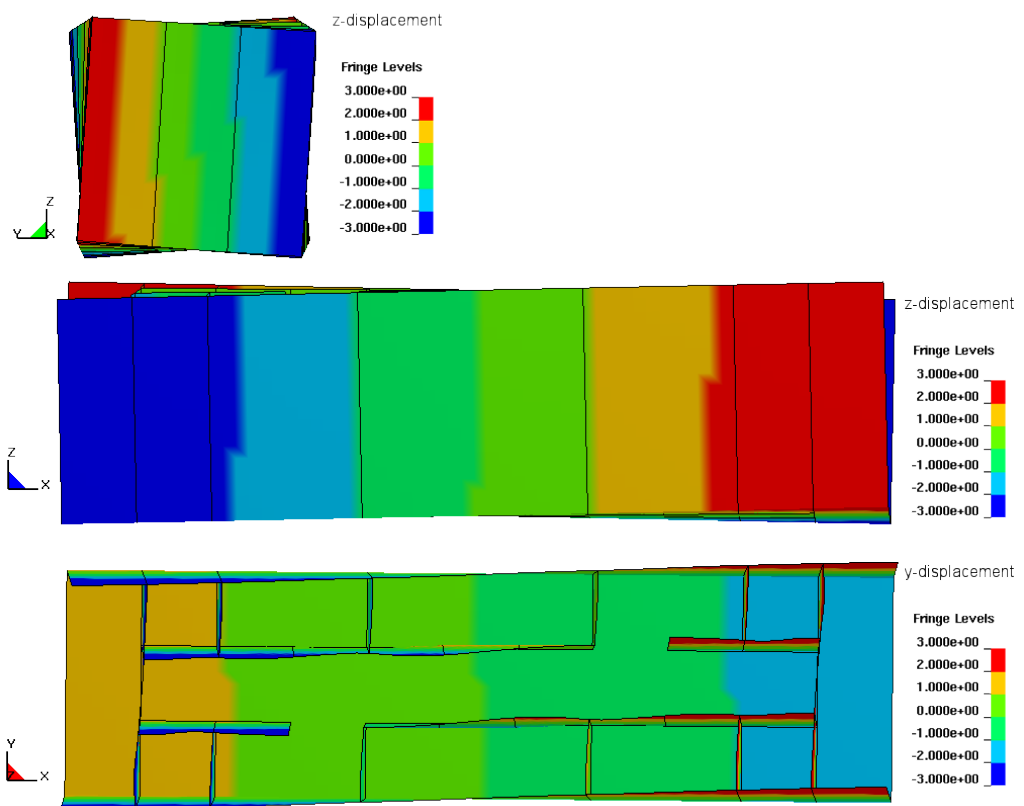 z-displacement
Fringe Levels
3.000e+00
2.000e+00
1.000e+00
0.000e+00
-1.000e+00
-2.000e+00
-3.000e+00
Z
Y X
z-displacement
Fringe Levels
3.000e+00
2.000e+00
1.000e+00
0.000e+00
-1.000e+00
-2.000e+00
-3.000e+00
Z
X
y-displacement
Fringe Levels
3.000e+00
2.000e+00
1.000e+00
0.000e+00
-1.000e+00
-2.000e+00
-3.000e+00
Y
Z X